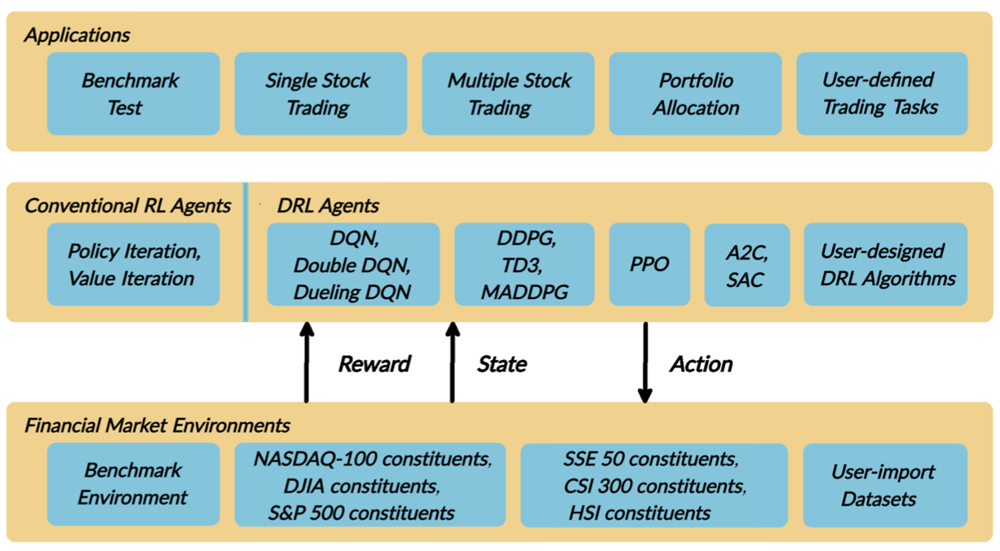 Applications
Benchmark
Test
Single Stock
Trading
Multiple Stock
Trading
Portfolio
Allocation
User-defined
Trading Tasks
Conventional RL Agents
Policy Iteration,
Value Iteration
DRL Agents
DQN,
Double DQN,
Dueling DQN
DDPG,
TD3,
MADDPG
PPO
A2C,
SAC
User-designed
DRL Algorithms
Reward
State
Action
Financial Market Environments
Benchmark
Environment
NASDAQ-100 constituents,
DJIA constituents,
S&P 500 constituents
SSE 50 constituents,
CSI 300 constituents,
HSI constituents
User-import
Datasets